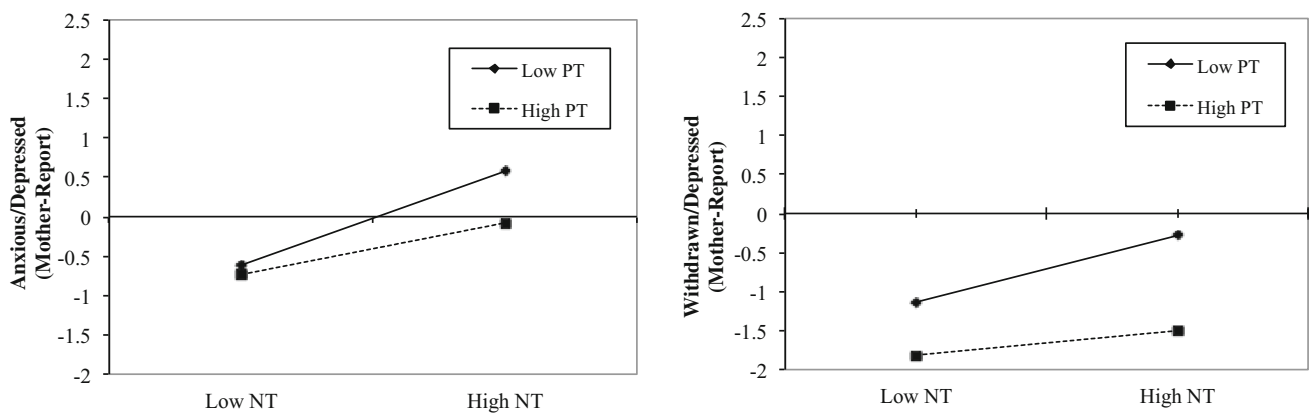 Anxious/Depressed
(Mother-Report)
2.5
2
1.5
1
0.5
0
-0.5
-1
-1.5
-2
Low PT
High PT
Low NT
High NT
Withdrawn/Depressed
(Mother-Report)
2.5
2
1.5
1
0.5
0
-0.5
-1
-1.5
-2
Low PT
High PT
Low NT
High NT